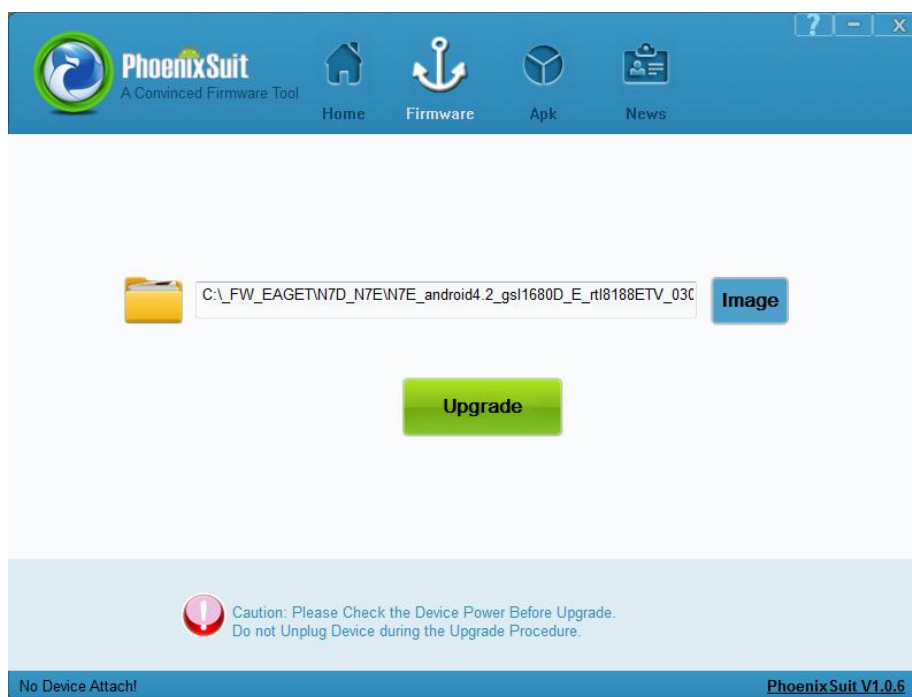 ? - x
PhoenixSuit
A Convinced Firmware Tool
Home Firmware Apk News
C:\_FW_EAGET\N7D_N7E\N7E_android4.2_gsl1680D_E_rtl8188ETV_030
Image
Upgrade
Caution: Please Check the Device Power Before Upgrade.
Do not Unplug Device during the Upgrade Procedure.
No Device Attach! PhoenixSuit V1.0.6